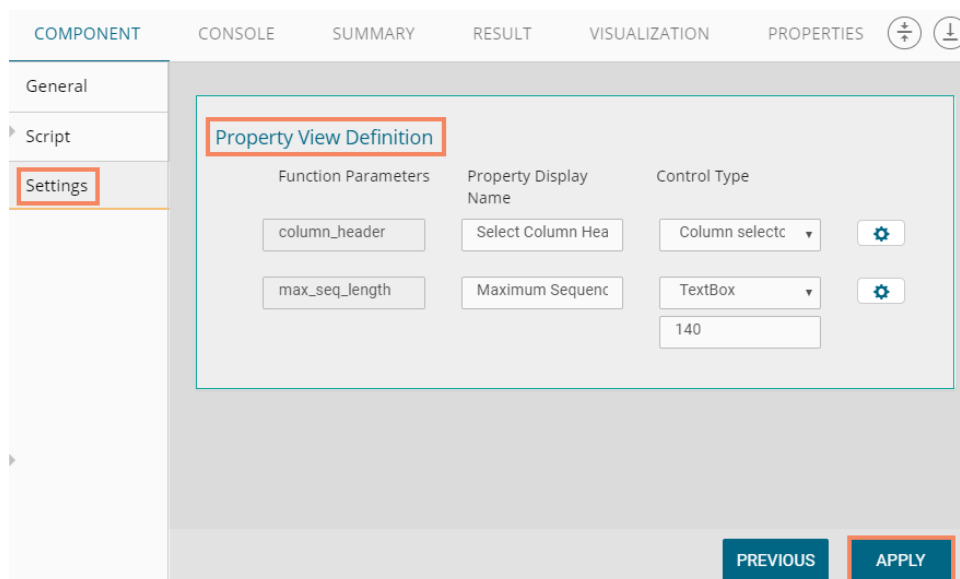 COMPONENT CONSOLE SUMMARY RESULT VISUALIZATION PROPERTIES
General
Script
Settings
Property View Definition
Function Parameters Property Display Control Type
Name
column_header Select Column Hea Column selectc
max_seq_length Maximum Sequenc TextBox
140
PREVIOUS APPLY